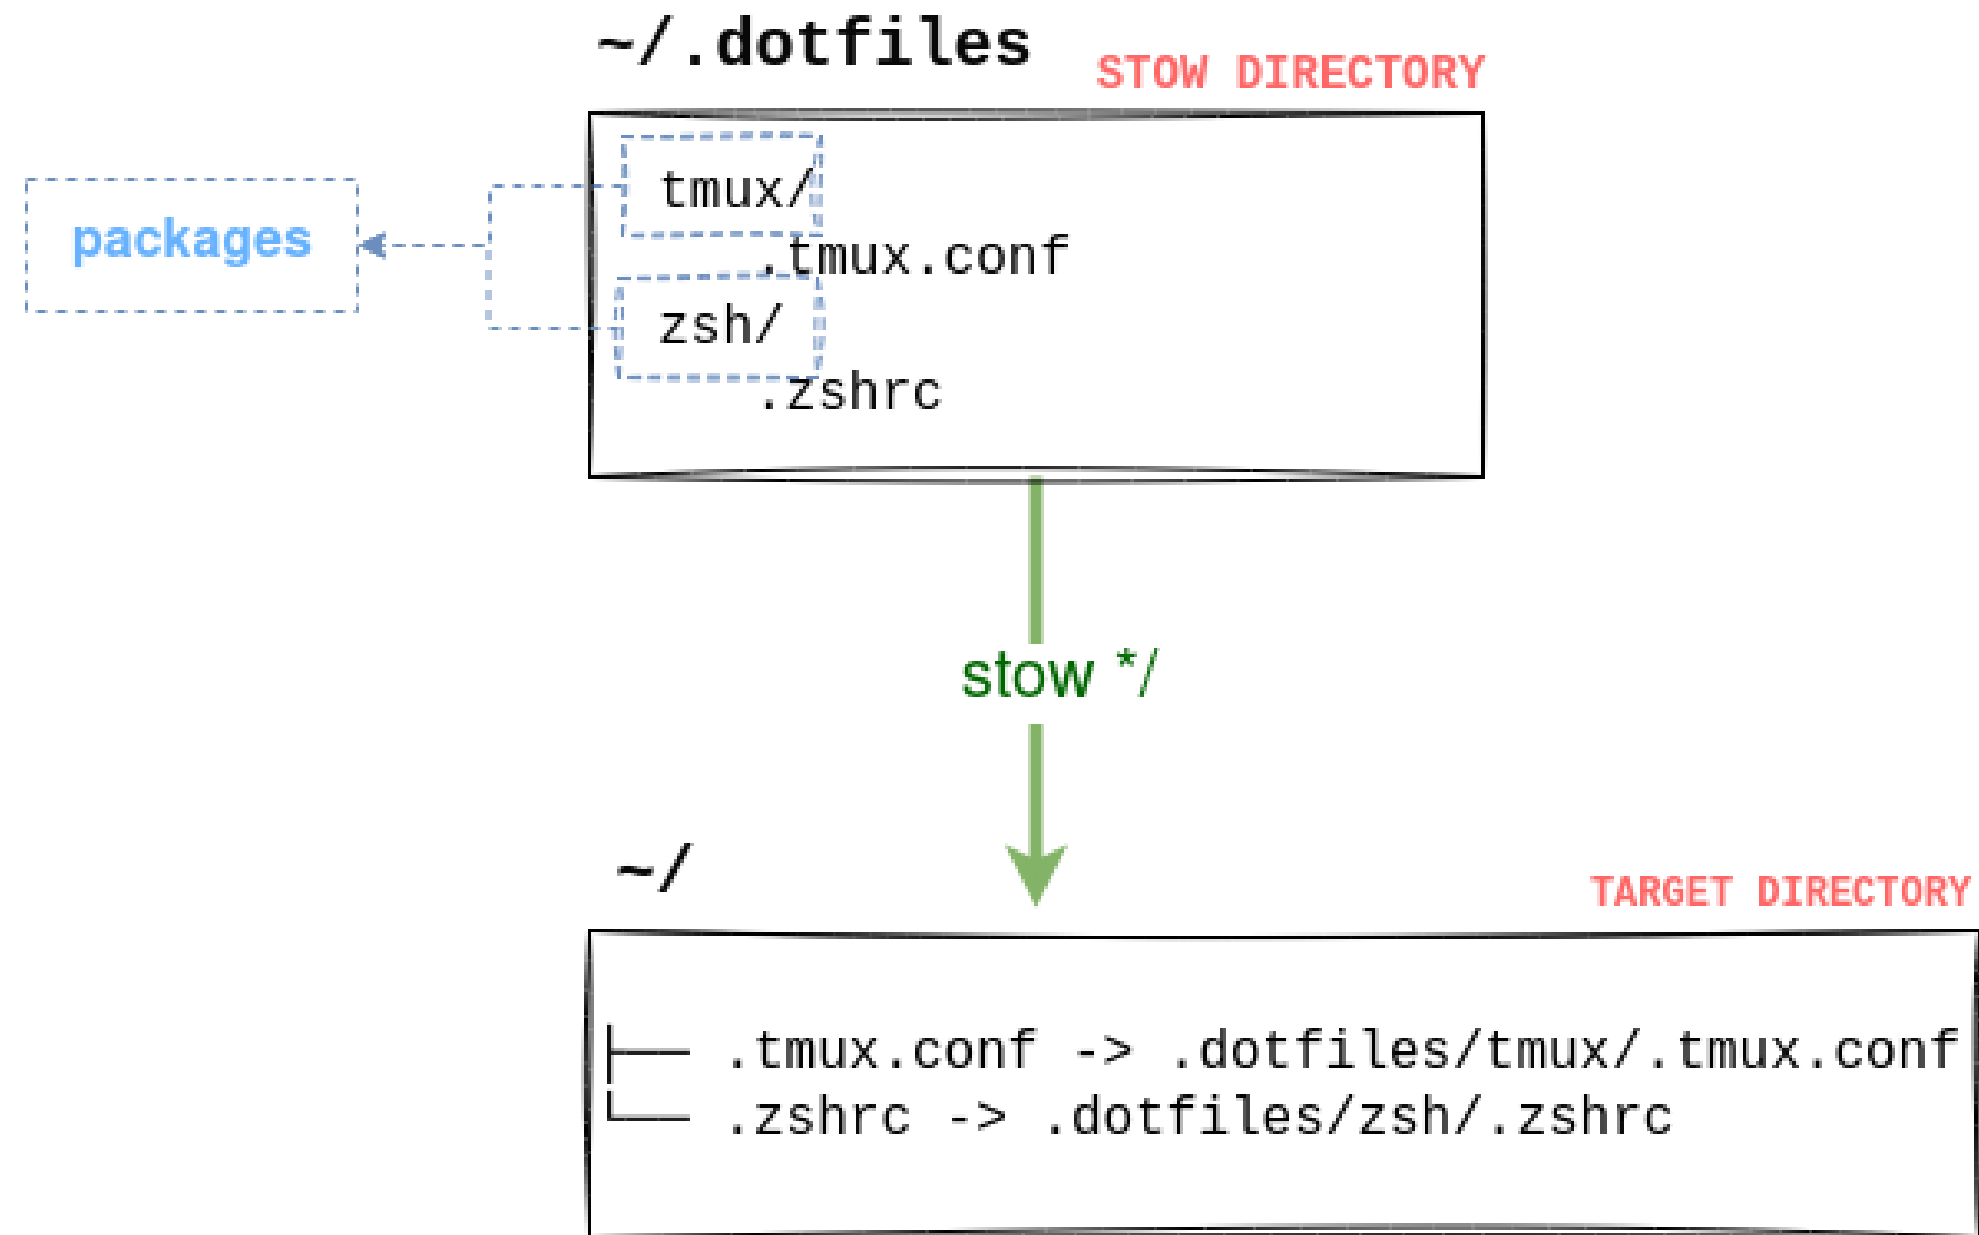 ~/.dotfiles
STOW DIRECTORY
packages
tmux/
.tmux.conf
zsh/
.zshrc
stow */
~/
TARGET DIRECTORY
├── .tmux.conf -> .dotfiles/tmux/.tmux.conf
└── .zshrc -> .dotfiles/zsh/.zshrc